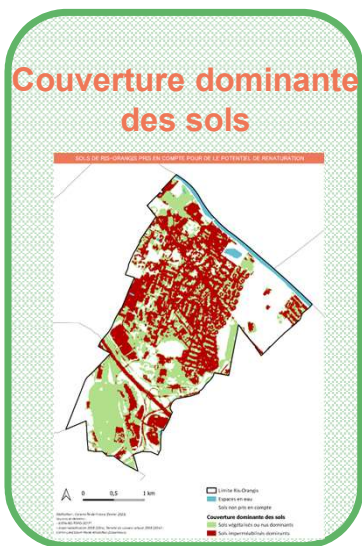 Couverture dominante
des sols
SOLS DE RIS-ORANGIS PRIS EN COMPTE POUR DE LE POTENTIEL DE RENATURATION
0 0,5 1 km
Limite Ris-Orangis
Espaces en eau
Sols non pris en compte
Couverture dominante des sols
Sols végétalisés ou nus dominants
Sols imperméabilisés dominants